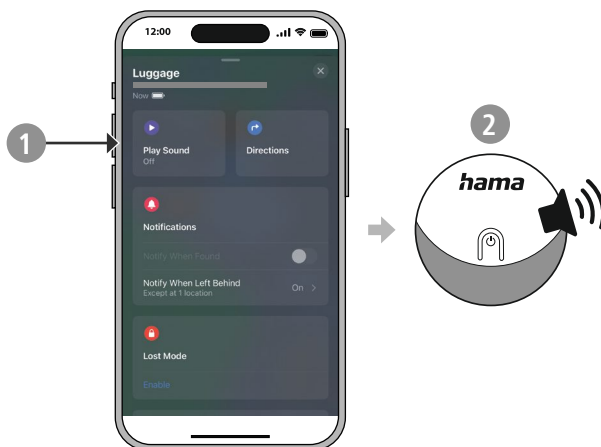 12:00
Luggage
Now
Play Sound
Off
Directions
Notifications
Notify When Found
Notify When Left Behind
Except at 1 location
On
Lost Mode
Enable
1
2
hama